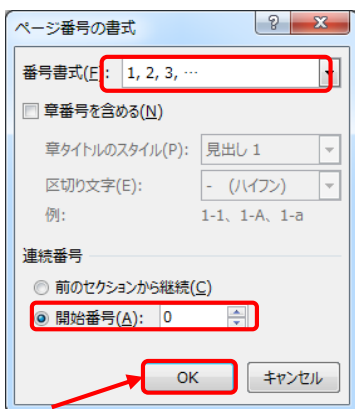 ページ番号の書式
番号書式(F): 1, 2, 3, …
章番号を含める(N)
章タイトルのスタイル(P): 見出し 1
区切り文字(E): - (ハイフン)
例: 1-1、1-A、1-a
連続番号
前のセクションから継続(C)
開始番号(A): 0
OK キャンセル